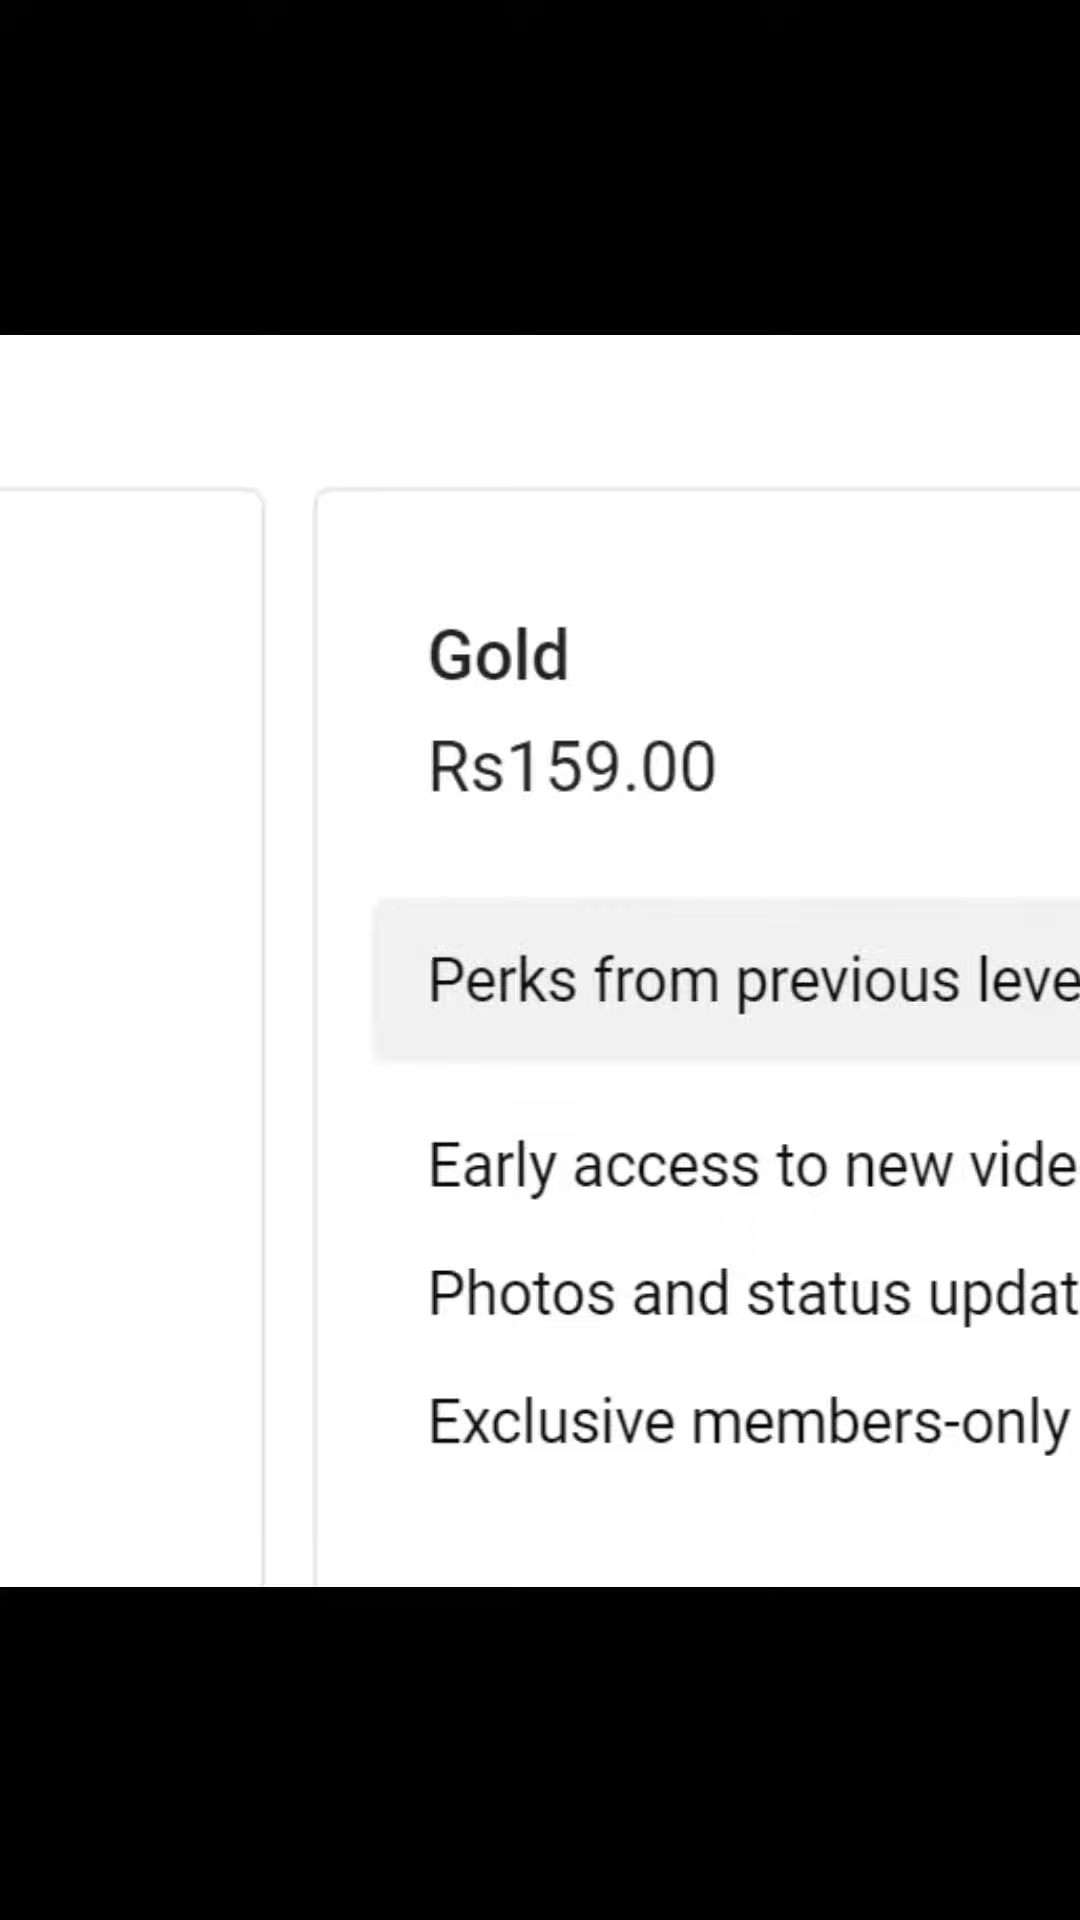 Gold
Rs159.00
Perks from previous leve
Early access to new vide
Photos and status updat
Exclusive members-only